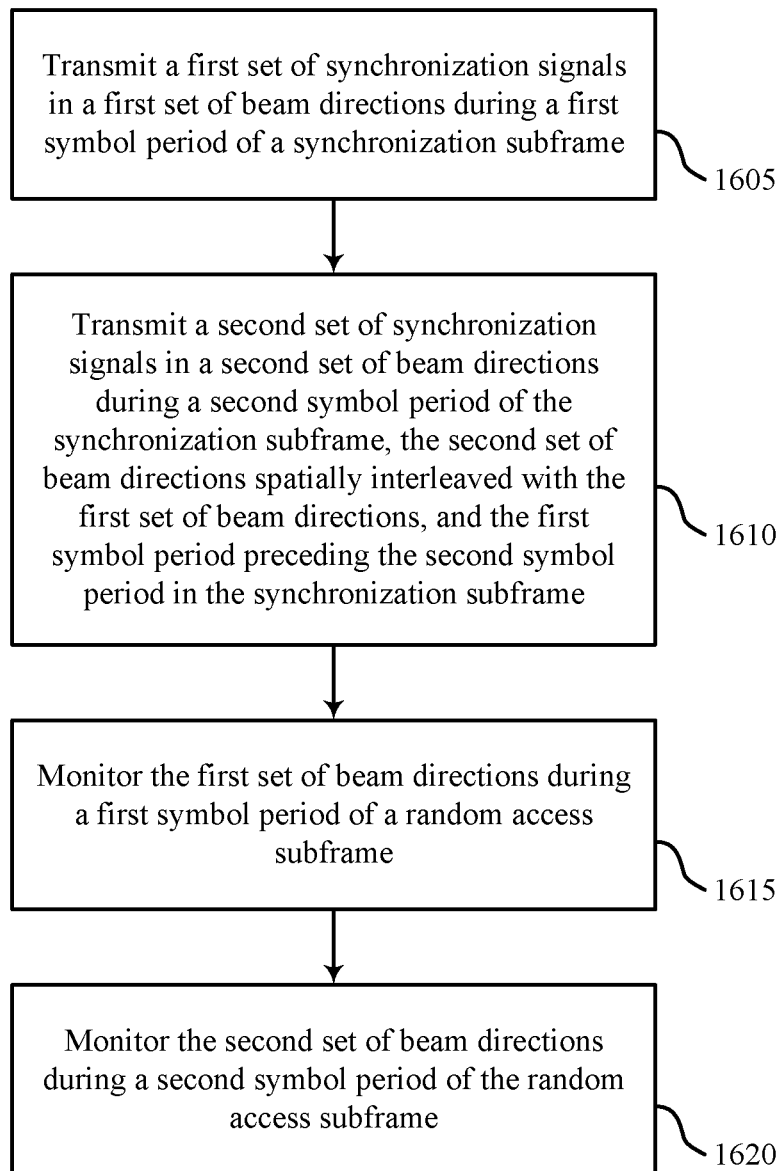 Transmit a first set of synchronization signals
in a first set of beam directions during a first
symbol period of a synchronization subframe
1605
Transmit a second set of synchronization
signals in a second set of beam directions
during a second symbol period of the
synchronization subframe, the second set of
beam directions spatially interleaved with the
first set of beam directions, and the first
symbol period preceding the second symbol
period in the synchronization subframe
1610
Monitor the first set of beam directions during
a first symbol period of a random access
subframe
1615
Monitor the second set of beam directions
during a second symbol period of the random
access subframe
1620